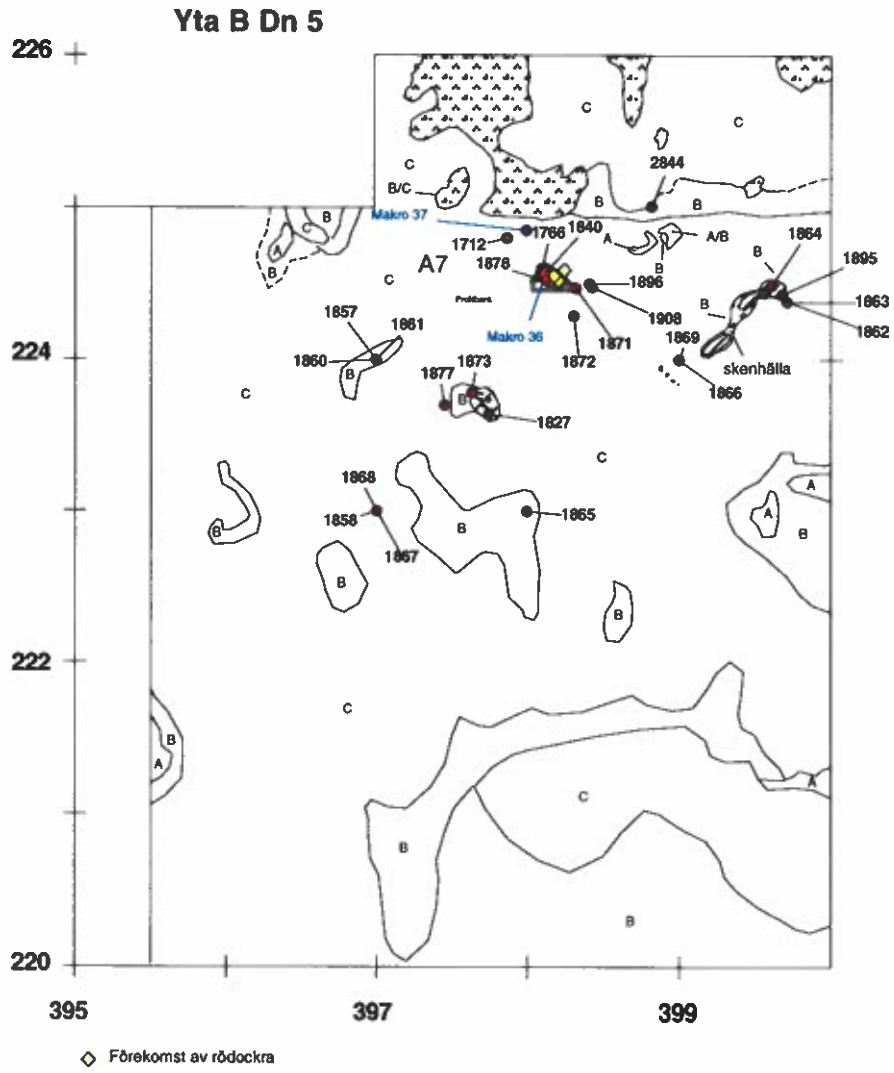 Yta B Dn 5
226
C
C
2844
C
B/C
B
B
Makro 37
1766
1840
A
A/B
1864
B
C
A
B
1712
1878
A7
B
B
1895
C
1896
B
1863
1862
Makro 36
1908
1871
1861
1857
1872
1869
224
1860
skenhälla
1873
1877
1866
B
C
B
1827
C
1868
A
1858
1865
A
B
B
B
1867
B
B
222
C
B
A
A
C
B
B
220
395
397
399
Förekomst av rödockra